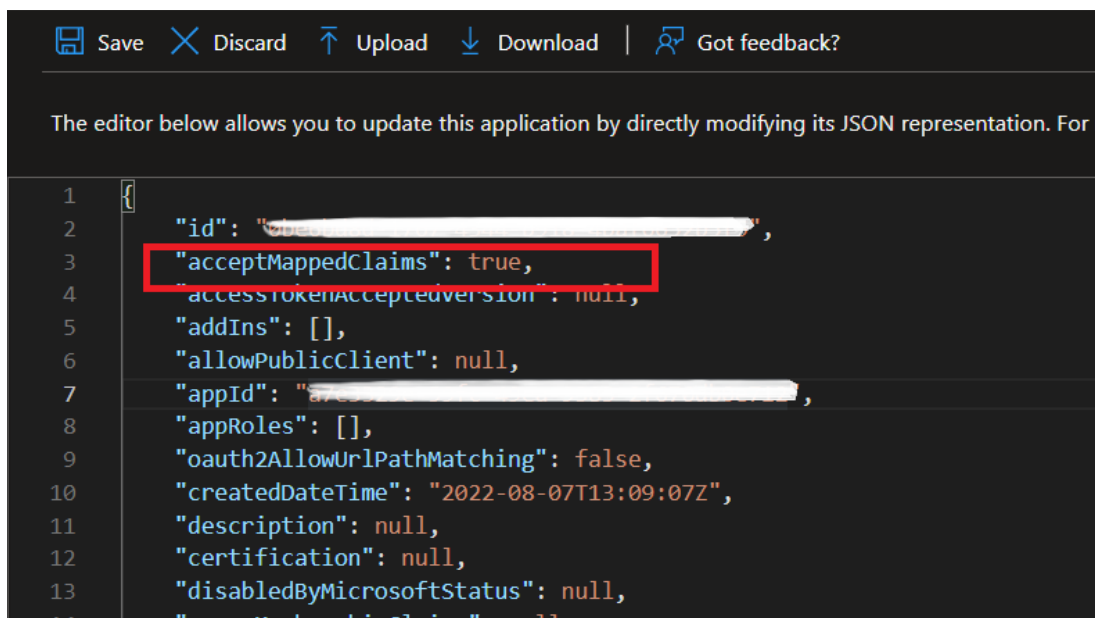 Save Discard Upload Download | Got feedback?
The editor below allows you to update this application by directly modifying its JSON representation. For
1 {
2 "id": "",
3 "acceptMappedClaims": true,
4 "accessTokenAcceptedVersion": null,
5 "addIns": [],
6 "allowPublicClient": null,
7 "appId": "",
8 "appRoles": [],
9 "oauth2AllowUrlPathMatching": false,
10 "createdDateTime": "2022-08-07T13:09:07Z",
11 "description": null,
12 "certification": null,
13 "disabledByMicrosoftStatus": null,